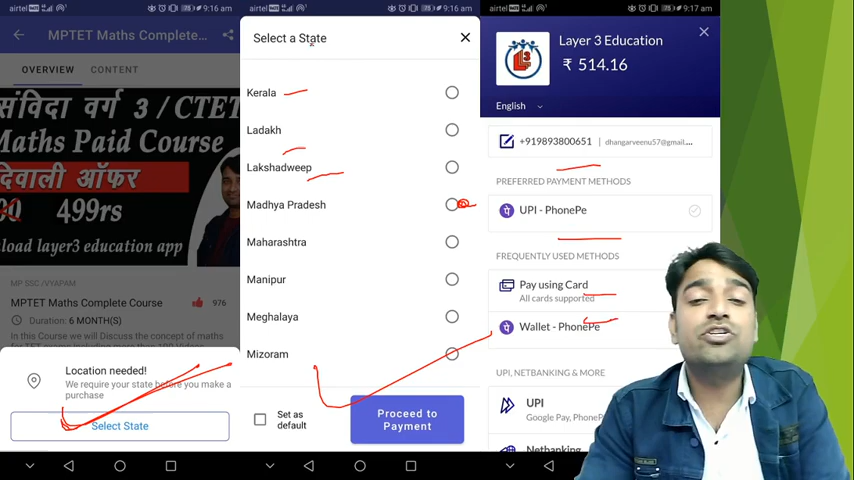 airtel
9:16 am
MPTET Maths Complete...
OVERVIEW
CONTENT
संविदा वर्ग 3 / CTET
Maths Paid Course
दिवाली ऑफर
499rs
load layer3 education app
MP SSC /VYAPAM
MPTET Maths Complete Course
976
Duration: 6 MONTH(S)
In this Course we will Discuss the concept of maths
Location needed!
We require your state before you make a
purchase
Select State
airtel
9:16 am
Select a State
Kerala
Ladakh
Lakshadweep
Madhya Pradesh
Maharashtra
Manipur
Meghalaya
Mizoram
Set as
default
Proceed to
Payment
airtel
9:17 am
Layer 3 Education
₹ 514.16
English
+919893800651 | dhangarveenu57@gmail....
PREFERRED PAYMENT METHODS
UPI - PhonePe
FREQUENTLY USED METHODS
Pay using Card
All cards supported
Wallet - PhonePe
UPI, NETBANKING & MORE
UPI
Google Pay, PhonePe
Netbanking